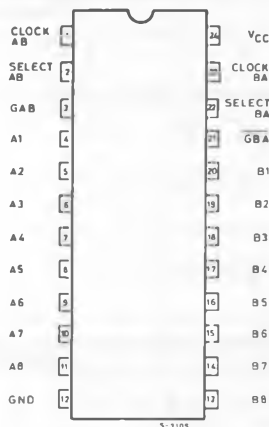 CLOCK AB 1 24 VCC
SELECT AB 2 CLOCK BA
GAB 3 22 SELECT BA
A1 4 21 GBA
A2 5 20 B1
A3 6 19 B2
A4 7 18 B3
A5 8 17 B4
A6 9 16 B5
A7 10 15 B6
A8 11 14 B7
GND 12 13 B8